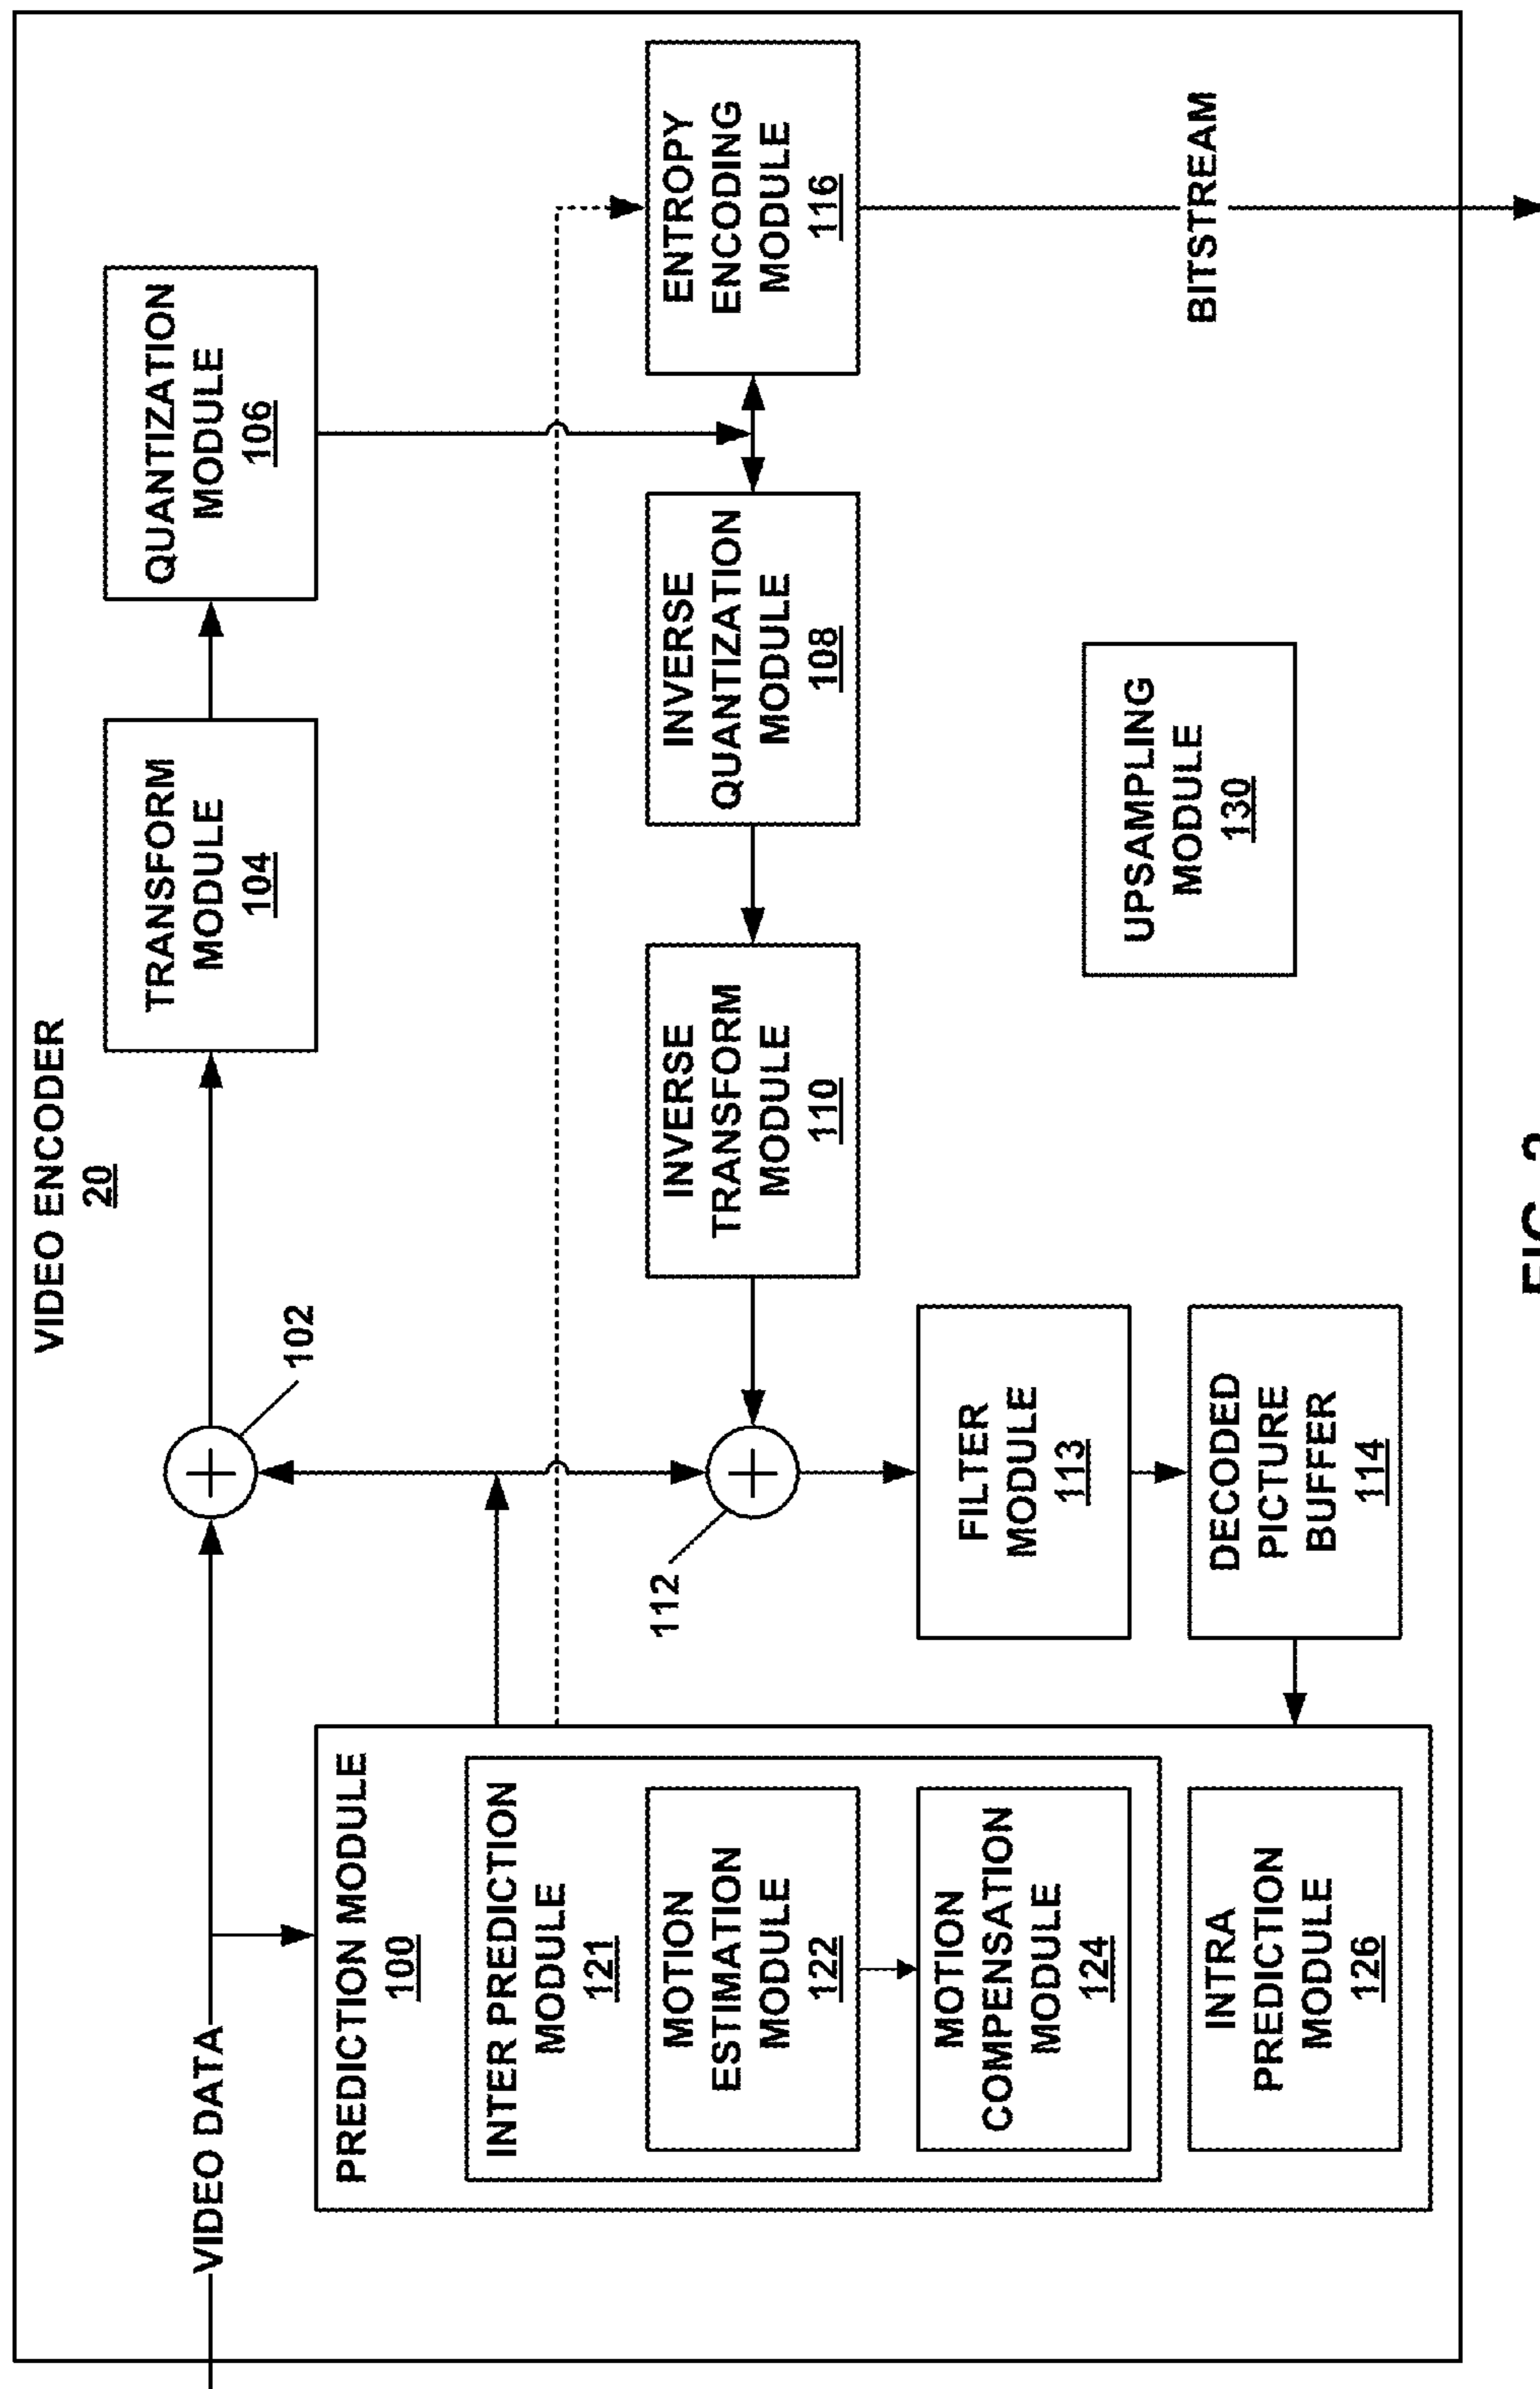 VIDEO ENCODER
20
VIDEO DATA
102
TRANSFORM
MODULE
104
QUANTIZATION
MODULE
106
PREDICTION MODULE
100
INTER PREDICTION
MODULE
121
MOTION
ESTIMATION
MODULE
122
MOTION
COMPENSATION
MODULE
124
INTRA
PREDICTION
MODULE
126
112
INVERSE
TRANSFORM
MODULE
110
INVERSE
QUANTIZATION
MODULE
108
ENTROPY
ENCODING
MODULE
116
FILTER
MODULE
113
DECODED
PICTURE
BUFFER
114
UPSAMPLING
MODULE
130
BITSTREAM
FIG.